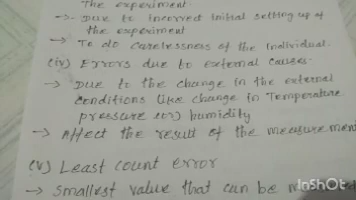 The experiment.
→ Due to incorrect initial setting up of
the experiment
→ To do carelessness of the individual.
(iv) Errors due to external causes.
→ Due to the change in the external
conditions like change in Temperature
pressure (or) humidity
→ Affect the result of the measurement
(v) Least count error
→ smallest value that can be
InShOt